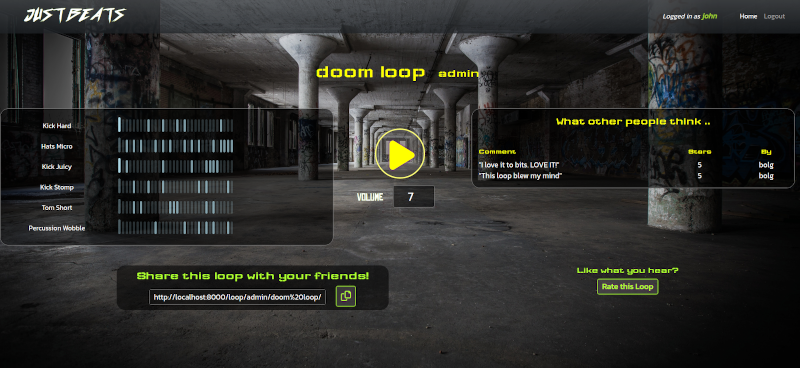 JUSTBEATS
Logged in as john Home Logout
doom loop admin
Kick Hard
Hats Micro
Kick Juicy
Kick Stomp
Tom Short
Percussion Wobble
VOLUME 7
What other people think ..
Comment Stars By
"I love it to bits. LOVE IT!" 5 bolg
"This loop blew my mind" 5 bolg
Share this loop with your friends!
http://localhost:8000/loop/admin/doom%20loop/
Like what you hear?
Rate this Loop